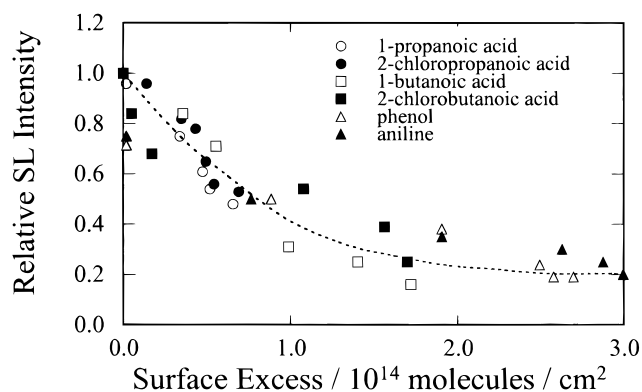 1.2
1.0
0.8
0.6
0.4
0.2
0.0
Relative SL Intensity
1-propanoic acid
2-chloropropanoic acid
1-butanoic acid
2-chlorobutanoic acid
phenol
aniline
0.0 1.0 2.0 3.0
Surface Excess / 10¹⁴ molecules / cm²